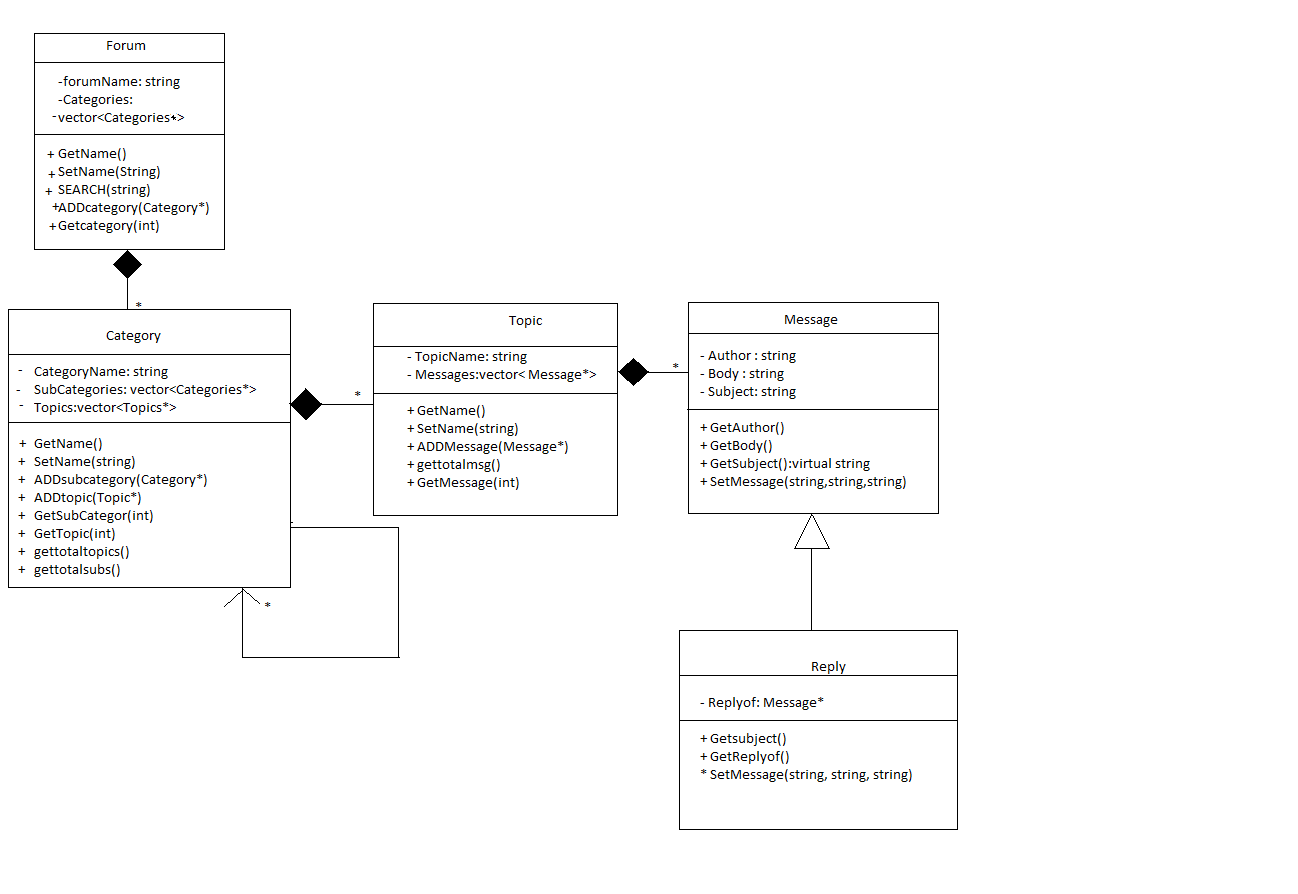 Forum
-forumName: string
-Categories:
-vector<Categories*>
+ GetName()
+ SetName(String)
+ SEARCH(string)
+ADDcategory(Category*)
+Getcategory(int)
*
Category
- CategoryName: string
- SubCategories: vector<Categories*>
- Topics:vector<Topics*>
+ GetName()
+ SetName(string)
+ ADDsubcategory(Category*)
+ ADDtopic(Topic*)
+ GetSubCategor(int)
+ GetTopic(int)
+ gettotaltopics()
+ gettotalsubs()
*
*
Topic
- TopicName: string
- Messages:vector< Message*>
+ GetName()
+ SetName(string)
+ ADDMessage(Message*)
+ gettotalmsg()
+ GetMessage(int)
*
Message
- Author : string
- Body : string
- Subject: string
+ GetAuthor()
+ GetBody()
+ GetSubject():virtual string
+ SetMessage(string,string,string)
Reply
- Replyof: Message*
+ Getsubject()
+ GetReplyof()
* SetMessage(string, string, string)